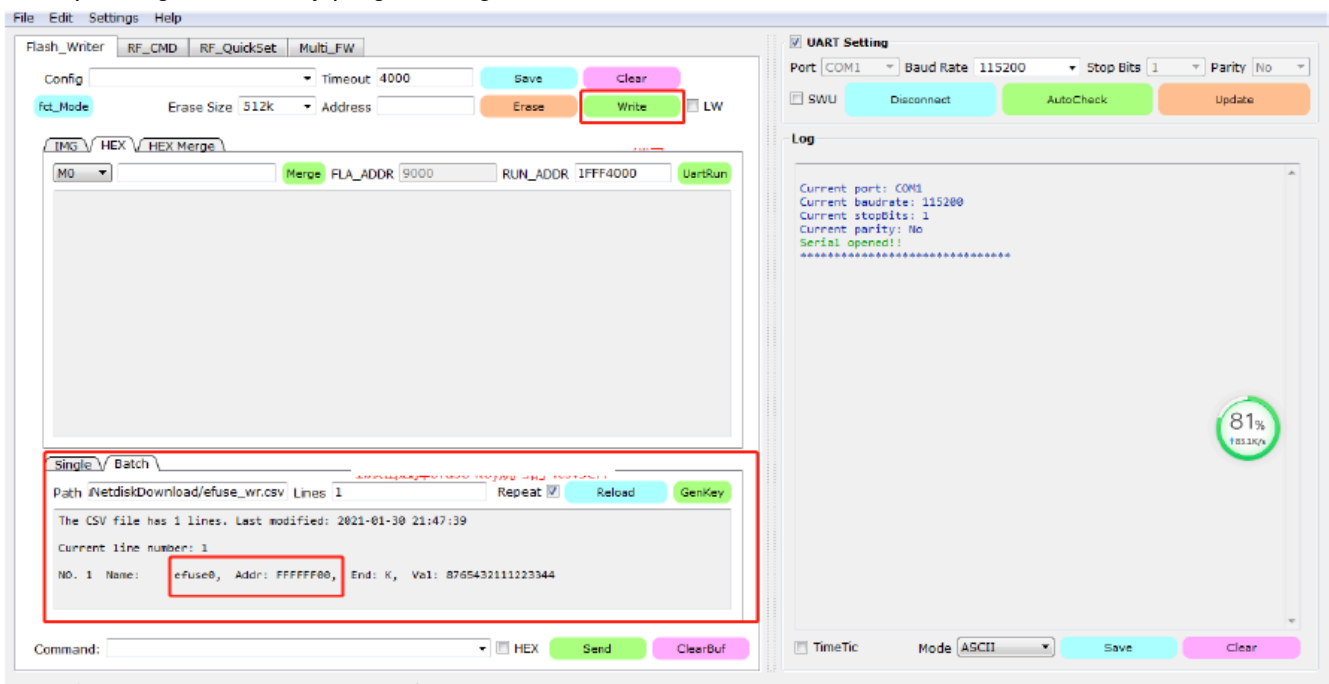 File Edit Settings Help
Flash_Writer RF_CMD RF_QuickSet Multi_FW
Config Timeout 4000 Save Clear
fct_Mode Erase Size 512k Address Erase Write LW
IMG HEX HEX Merge
M0 Merge FLA_ADDR 9000 RUN_ADDR 1FFF4000 UartRun
Single Batch
Path /NetdiskDownload/efuse_wr.csv Lines 1 Repeat Reload GenKey
The CSV file has 1 lines. Last modified: 2021-01-30 21:47:39
Current line number: 1
NO. 1 Name: efuse0, Addr: FFFFFF00, End: K, Val: 8765432111223344
Command: HEX Send ClearBuf
UART Setting
Port COM1 Baud Rate 115200 Stop Bits 1 Parity No
SWU Disconnect AutoCheck Update
Log
Current port: COM1
Current baudrate: 115200
Current stopBits: 1
Current parity: No
Serial opened!!
*******************************
81%
↑83.1K/s
TimeTic Mode ASCII Save Clear